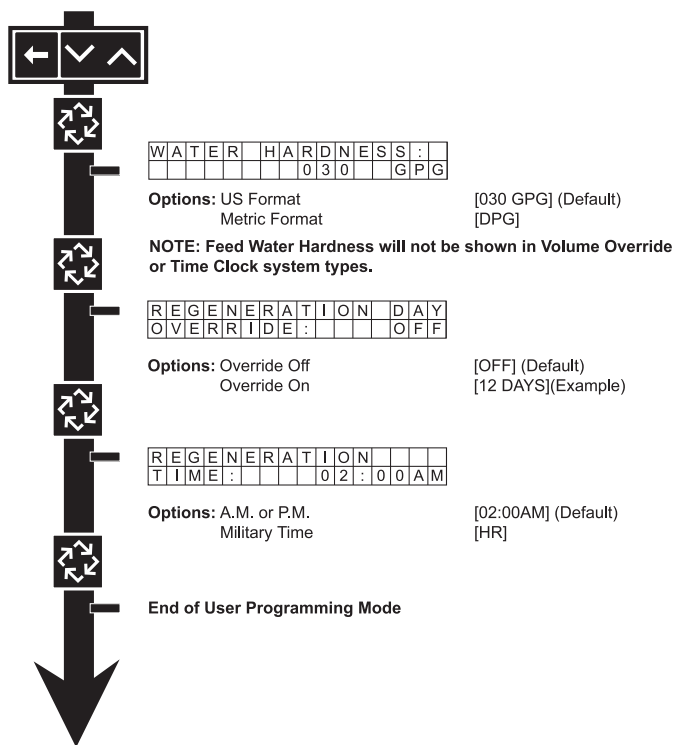 WATER HARDNESS:
030 GPG
Options: US Format [030 GPG] (Default)
Metric Format [DPG]
NOTE: Feed Water Hardness will not be shown in Volume Override
or Time Clock system types.
REGENERATION DAY
OVERRIDE: OFF
Options: Override Off [OFF] (Default)
Override On [12 DAYS](Example)
REGENERATION
TIME: 02:00AM
Options: A.M. or P.M. [02:00AM] (Default)
Military Time [HR]
End of User Programming Mode